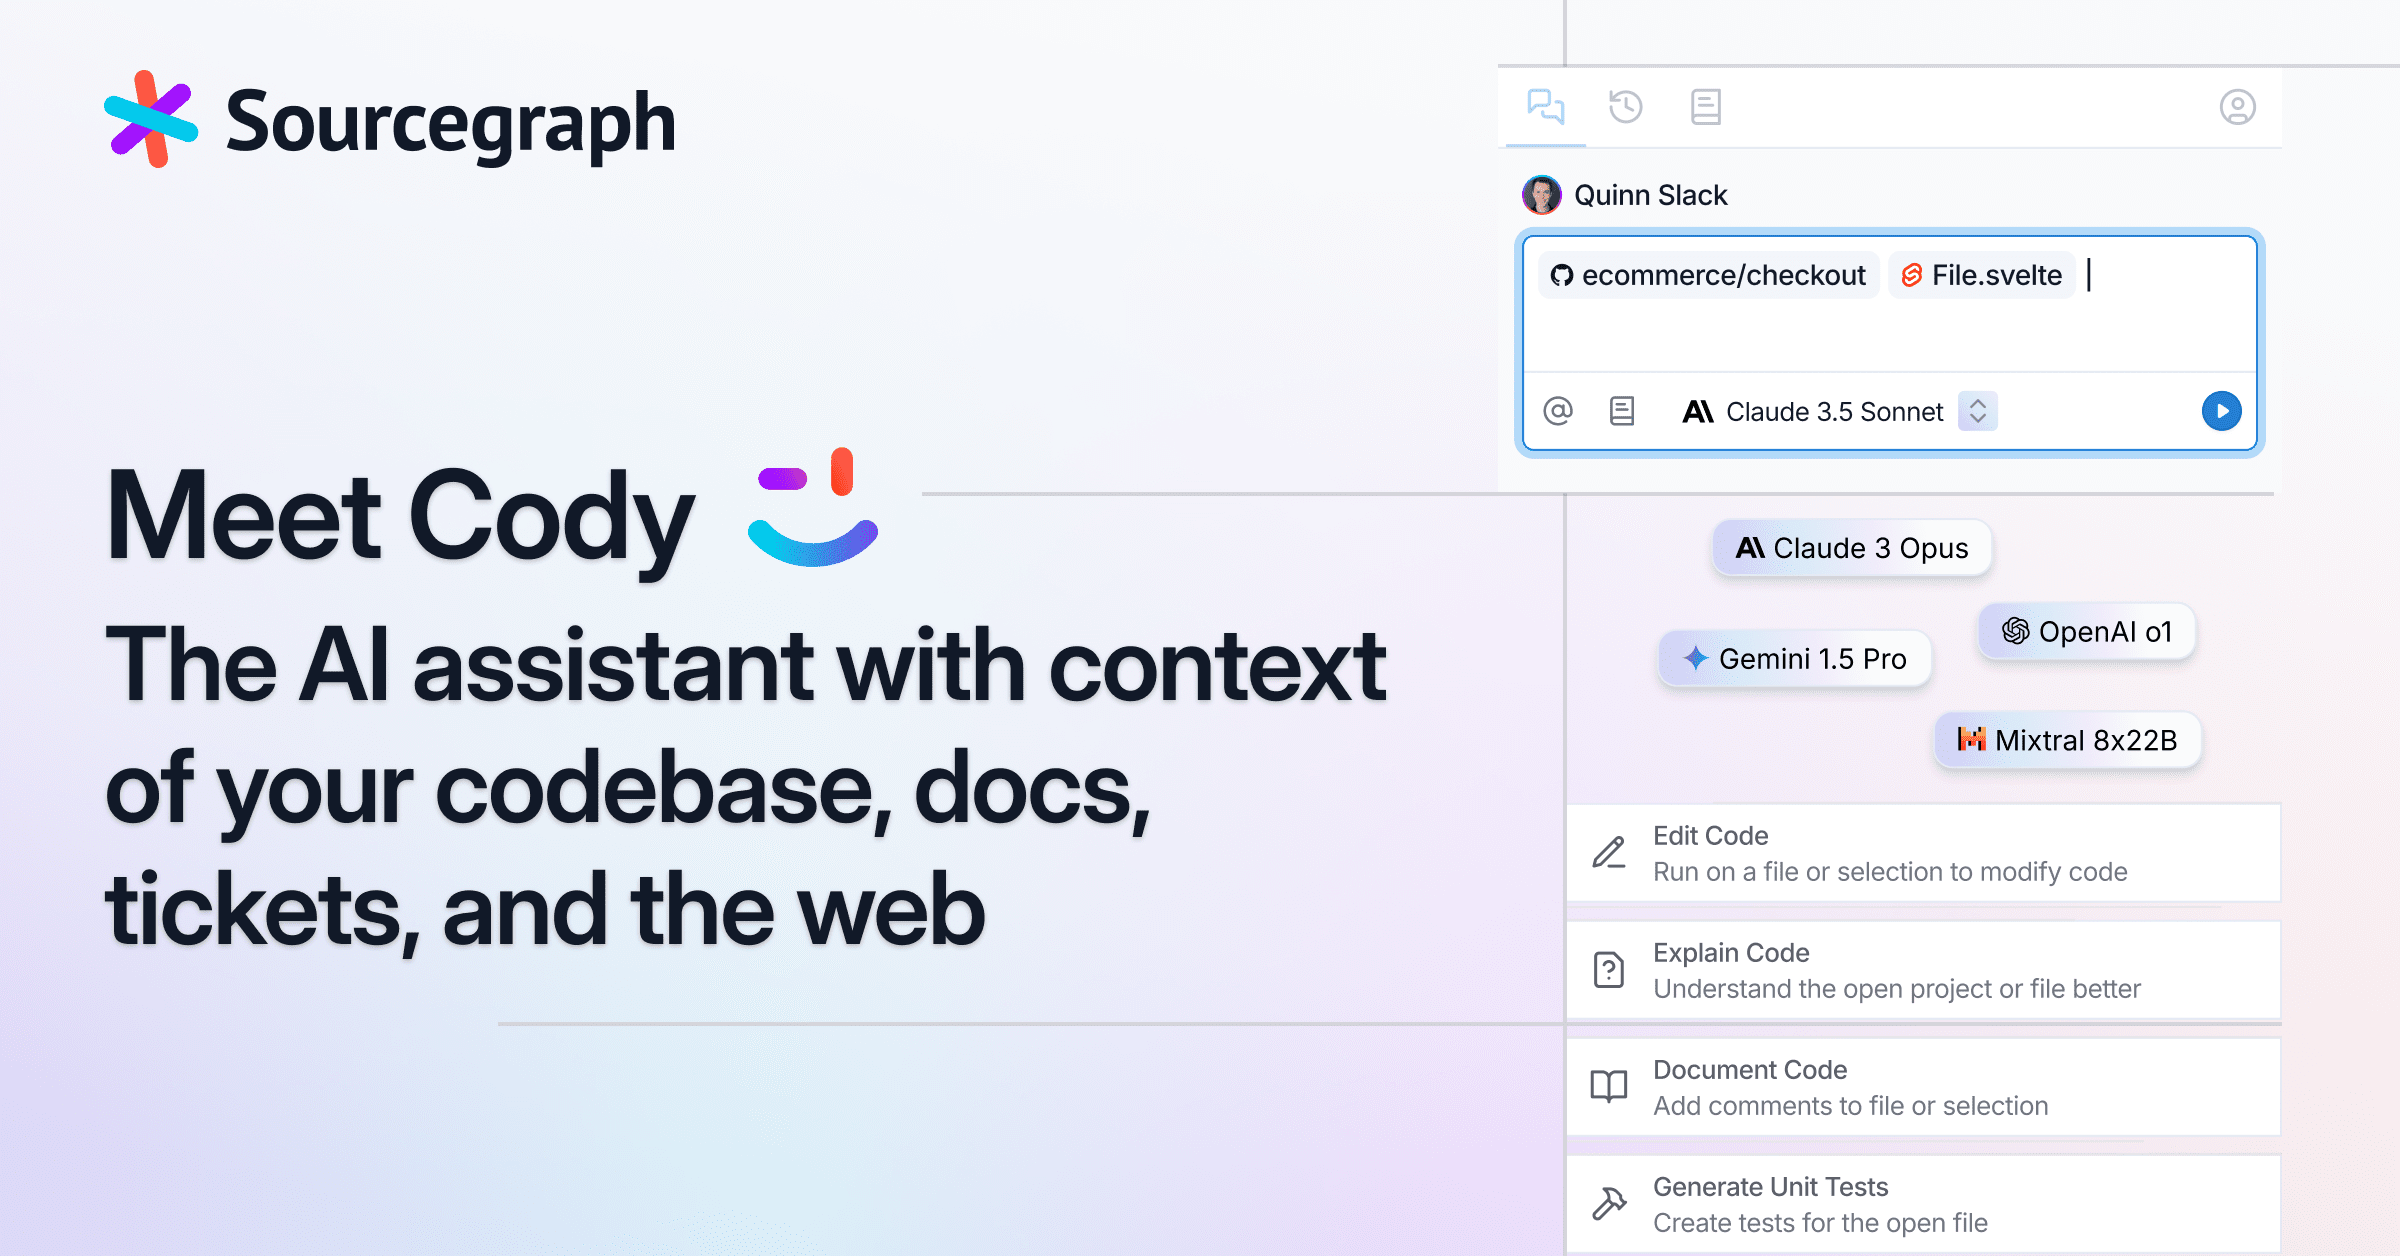 Sourcegraph
Meet Cody
The AI assistant with context
of your codebase, docs,
tickets, and the web
Quinn Slack
ecommerce/checkout File.svelte
@ Claude 3.5 Sonnet
Claude 3 Opus
OpenAI o1
Gemini 1.5 Pro
Mixtral 8x22B
Edit Code
Run on a file or selection to modify code
Explain Code
Understand the open project or file better
Document Code
Add comments to file or selection
Generate Unit Tests
Create tests for the open file